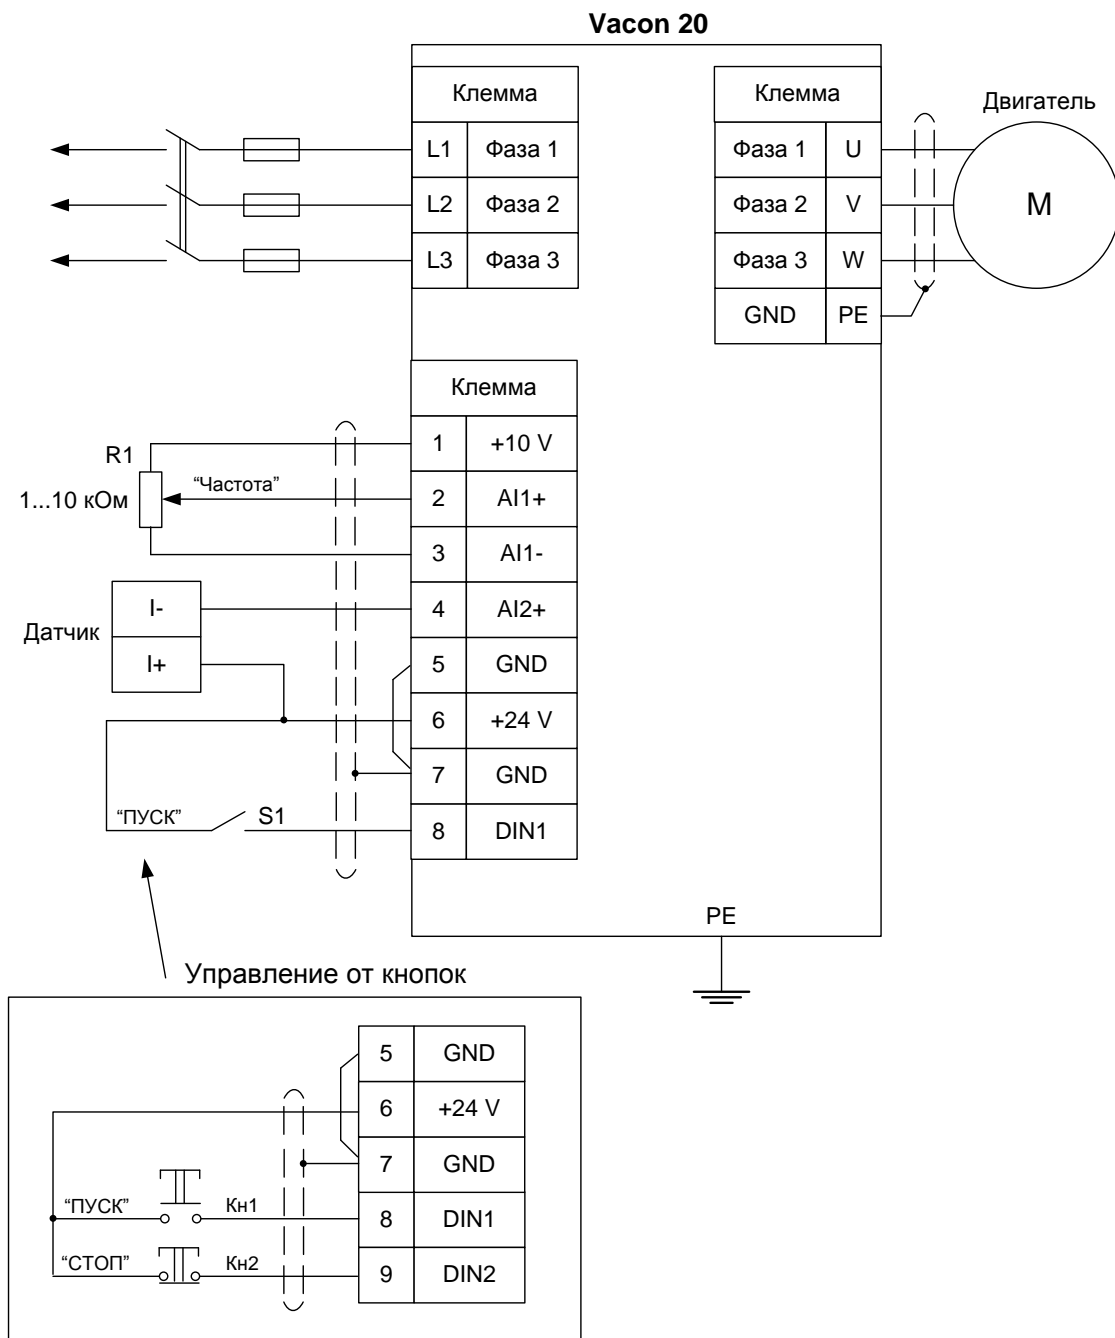 Vacon 20
Клемма
L1 Фаза 1
L2 Фаза 2
L3 Фаза 3
Клемма
Фаза 1 U
Фаза 2 V
Фаза 3 W
GND PE
Двигатель
M
Клемма
1 +10 V
2 AI1+
3 AI1-
4 AI2+
5 GND
6 +24 V
7 GND
8 DIN1
R1
1...10 кОм
“Частота”
Датчик
I-
I+
“ПУСК” S1
PE
Управление от кнопок
5 GND
6 +24 V
7 GND
8 DIN1
9 DIN2
“ПУСК” Кн1
“СТОП” Кн2